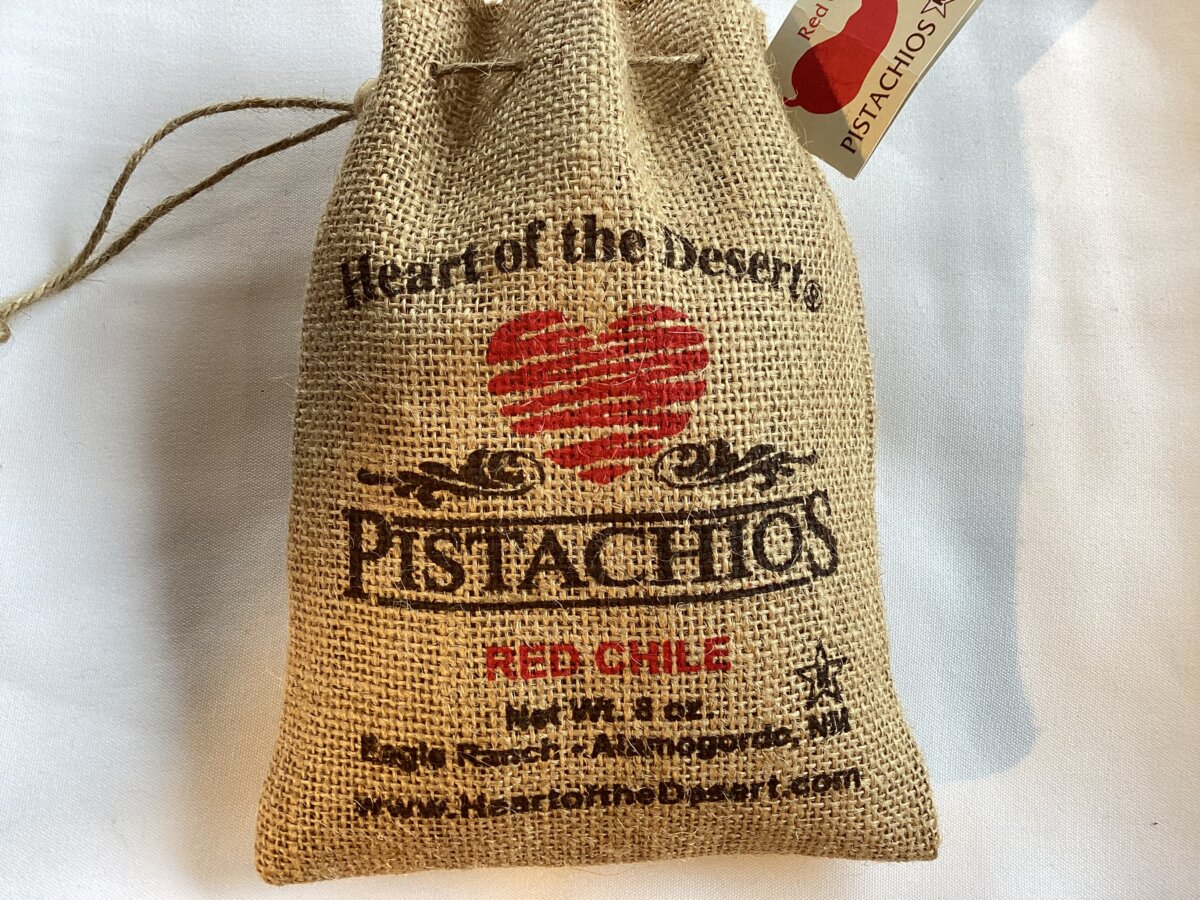 Red
PISTACHIOS
Heart of the Desert®
PISTACHIOS
RED CHILE
Net Wt. 8 oz
Eagle Ranch • Alamogordo, NM
www.HeartoftheDesert.com